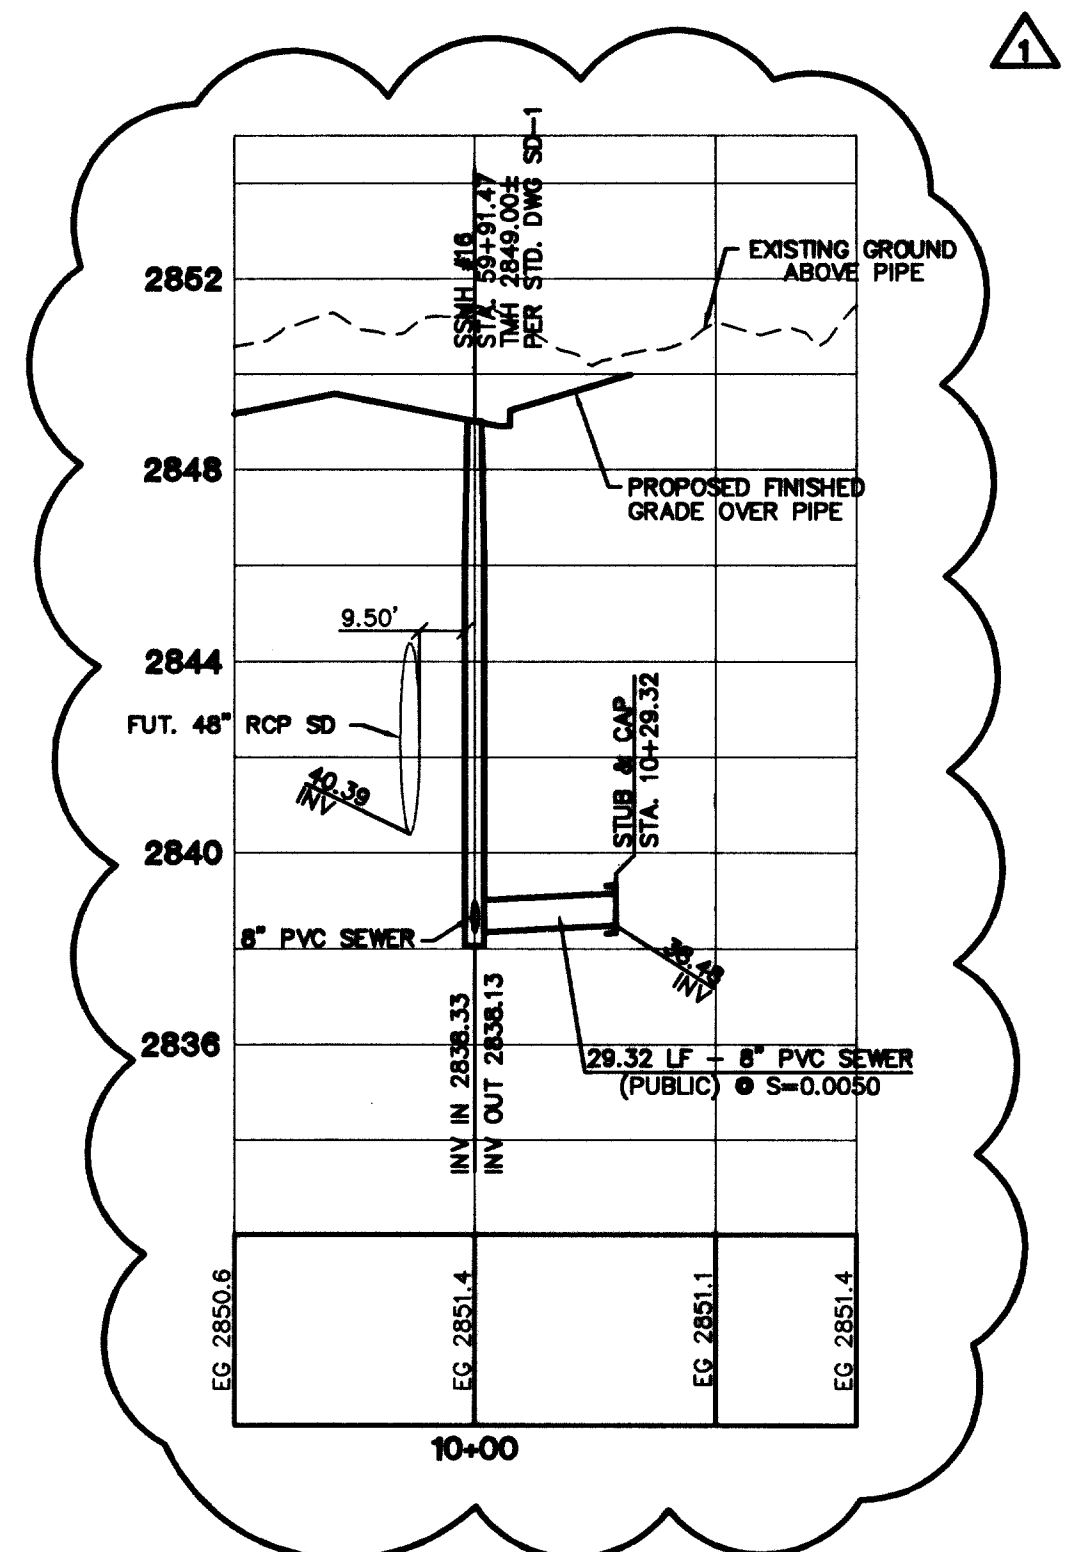 1
SSMH #16
STA. 59+91.47
TMH 2849.00±
PER STD. DWG SD-1
EXISTING GROUND
ABOVE PIPE
2852
2848
PROPOSED FINISHED
GRADE OVER PIPE
9.50'
2844
FUT. 48" RCP SD
40.39
INV
STUB & CAP
STA. 10+29.32
2840
8" PVC SEWER
38.48
INV
INV IN 2838.33
INV OUT 2838.13
2836
29.32 LF - 8" PVC SEWER
(PUBLIC) @ S=0.0050
EG 2850.6
EG 2851.4
EG 2851.1
EG 2851.4
10+00